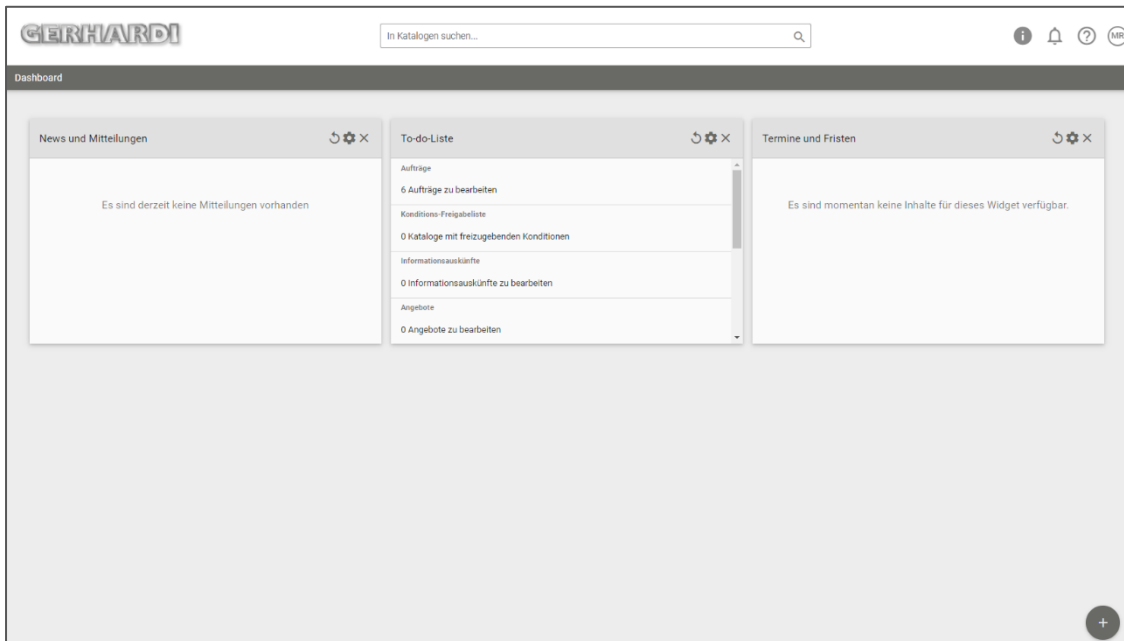 GERHARDI
In Katalogen suchen...
MR
Dashboard
News und Mitteilungen
Es sind derzeit keine Mitteilungen vorhanden
To-do-Liste
Aufträge
6 Aufträge zu bearbeiten
Konditions-Freigabeliste
0 Kataloge mit freizugebenden Konditionen
Informationsauskünfte
0 Informationsauskünfte zu bearbeiten
Angebote
0 Angebote zu bearbeiten
Termine und Fristen
Es sind momentan keine Inhalte für dieses Widget verfügbar.